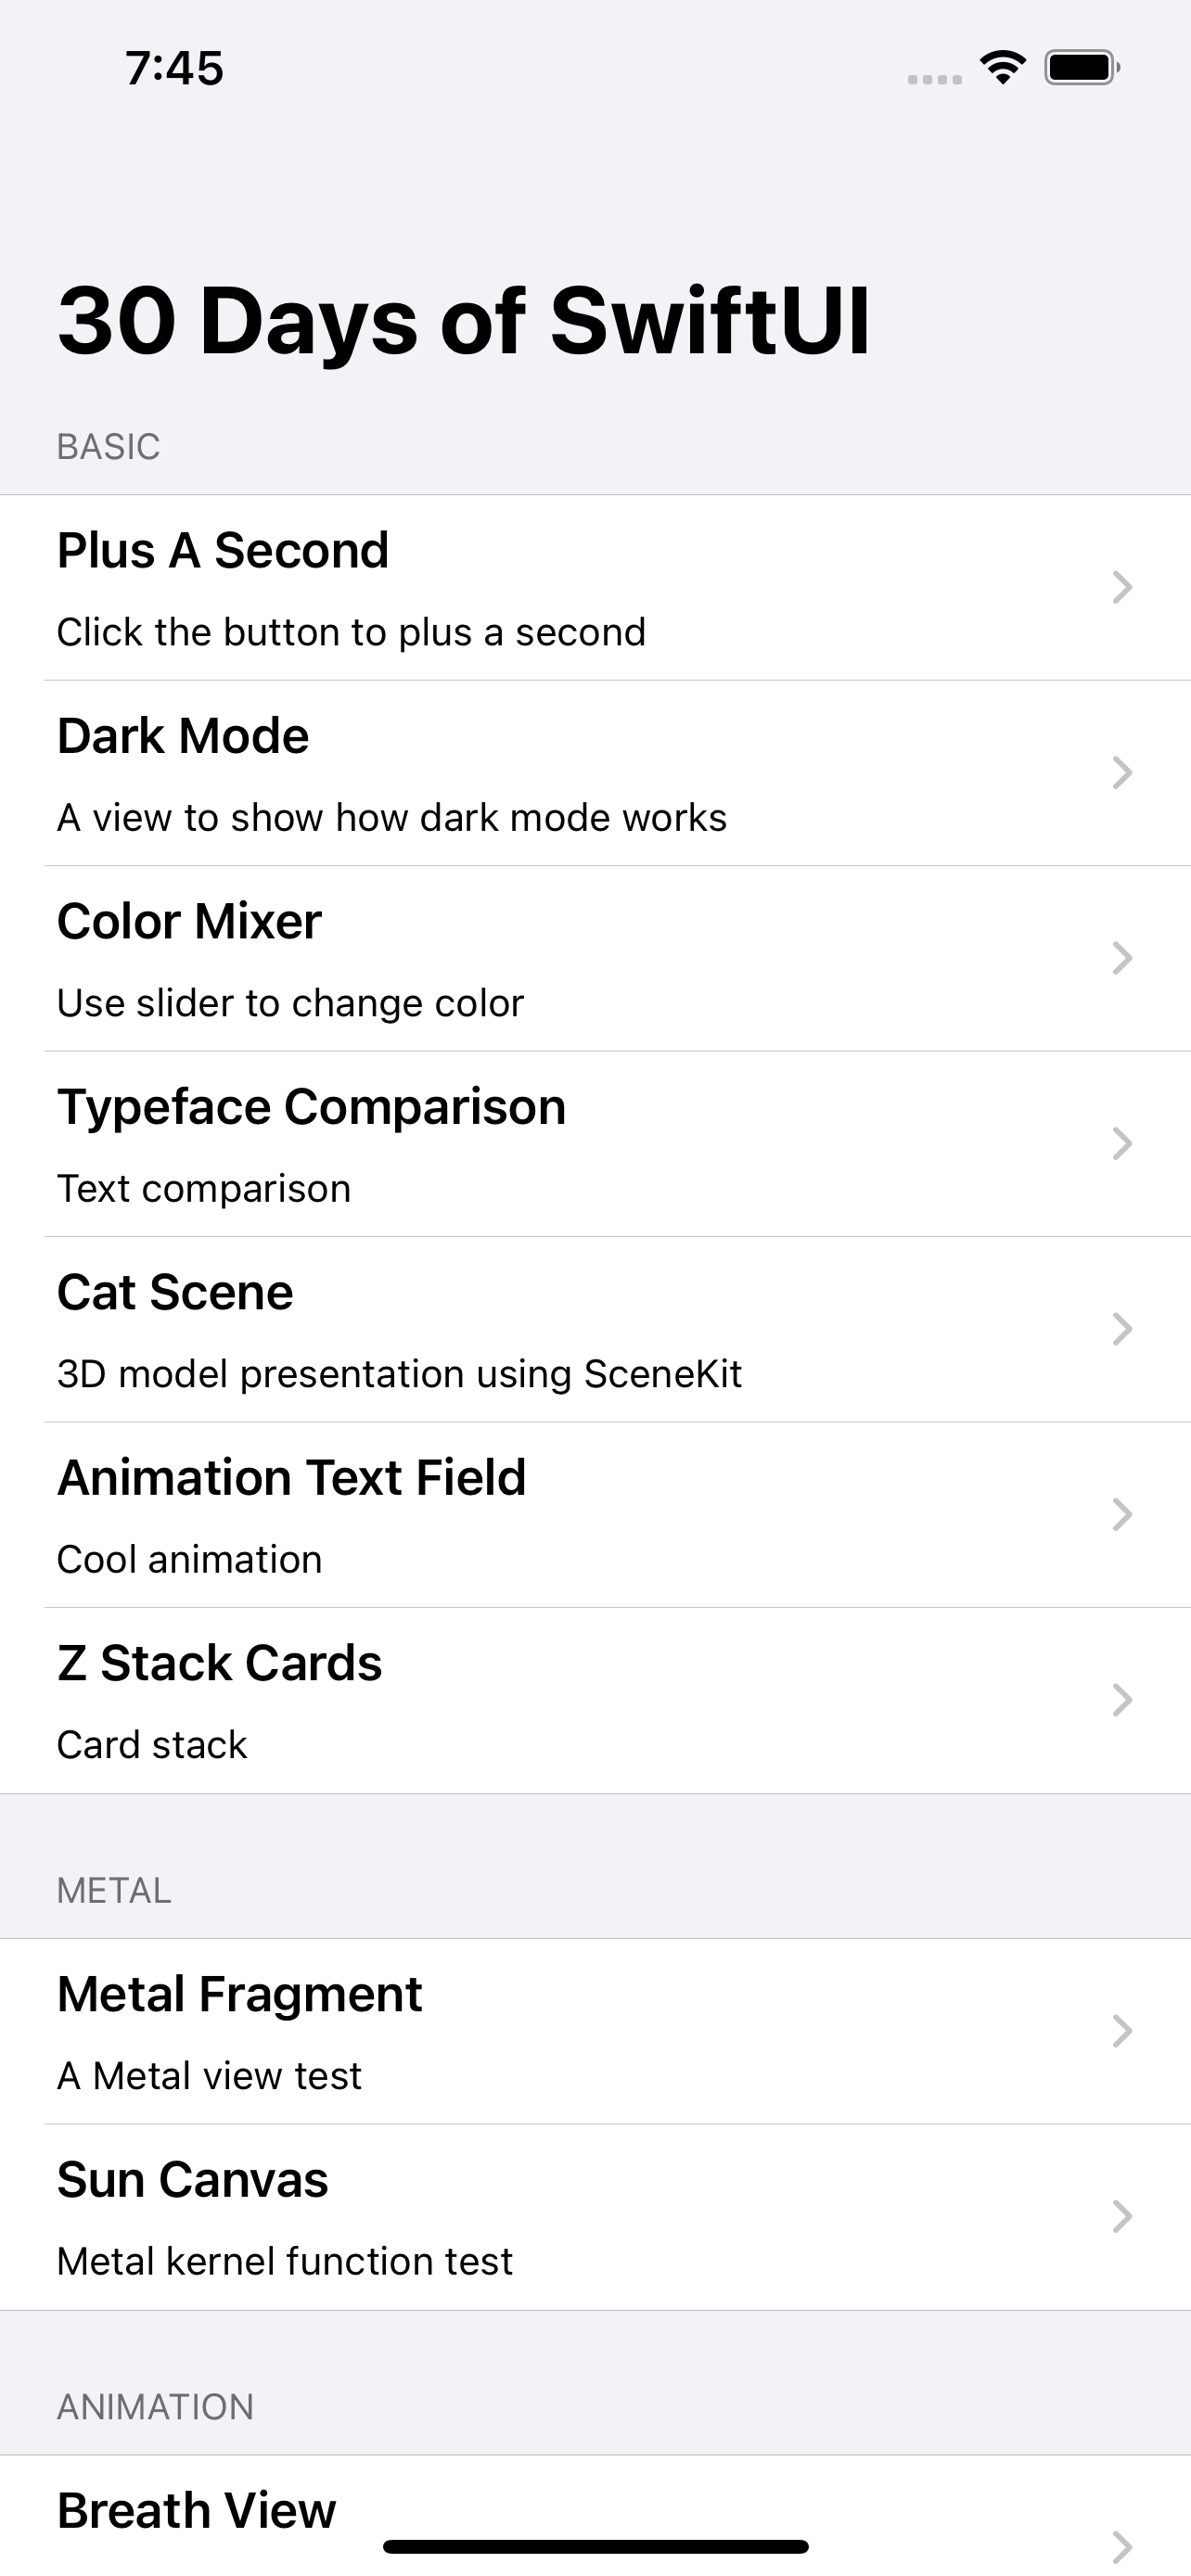 7:45
30 Days of SwiftUI
BASIC
Plus A Second
Click the button to plus a second
Dark Mode
A view to show how dark mode works
Color Mixer
Use slider to change color
Typeface Comparison
Text comparison
Cat Scene
3D model presentation using SceneKit
Animation Text Field
Cool animation
Z Stack Cards
Card stack
METAL
Metal Fragment
A Metal view test
Sun Canvas
Metal kernel function test
ANIMATION
Breath View